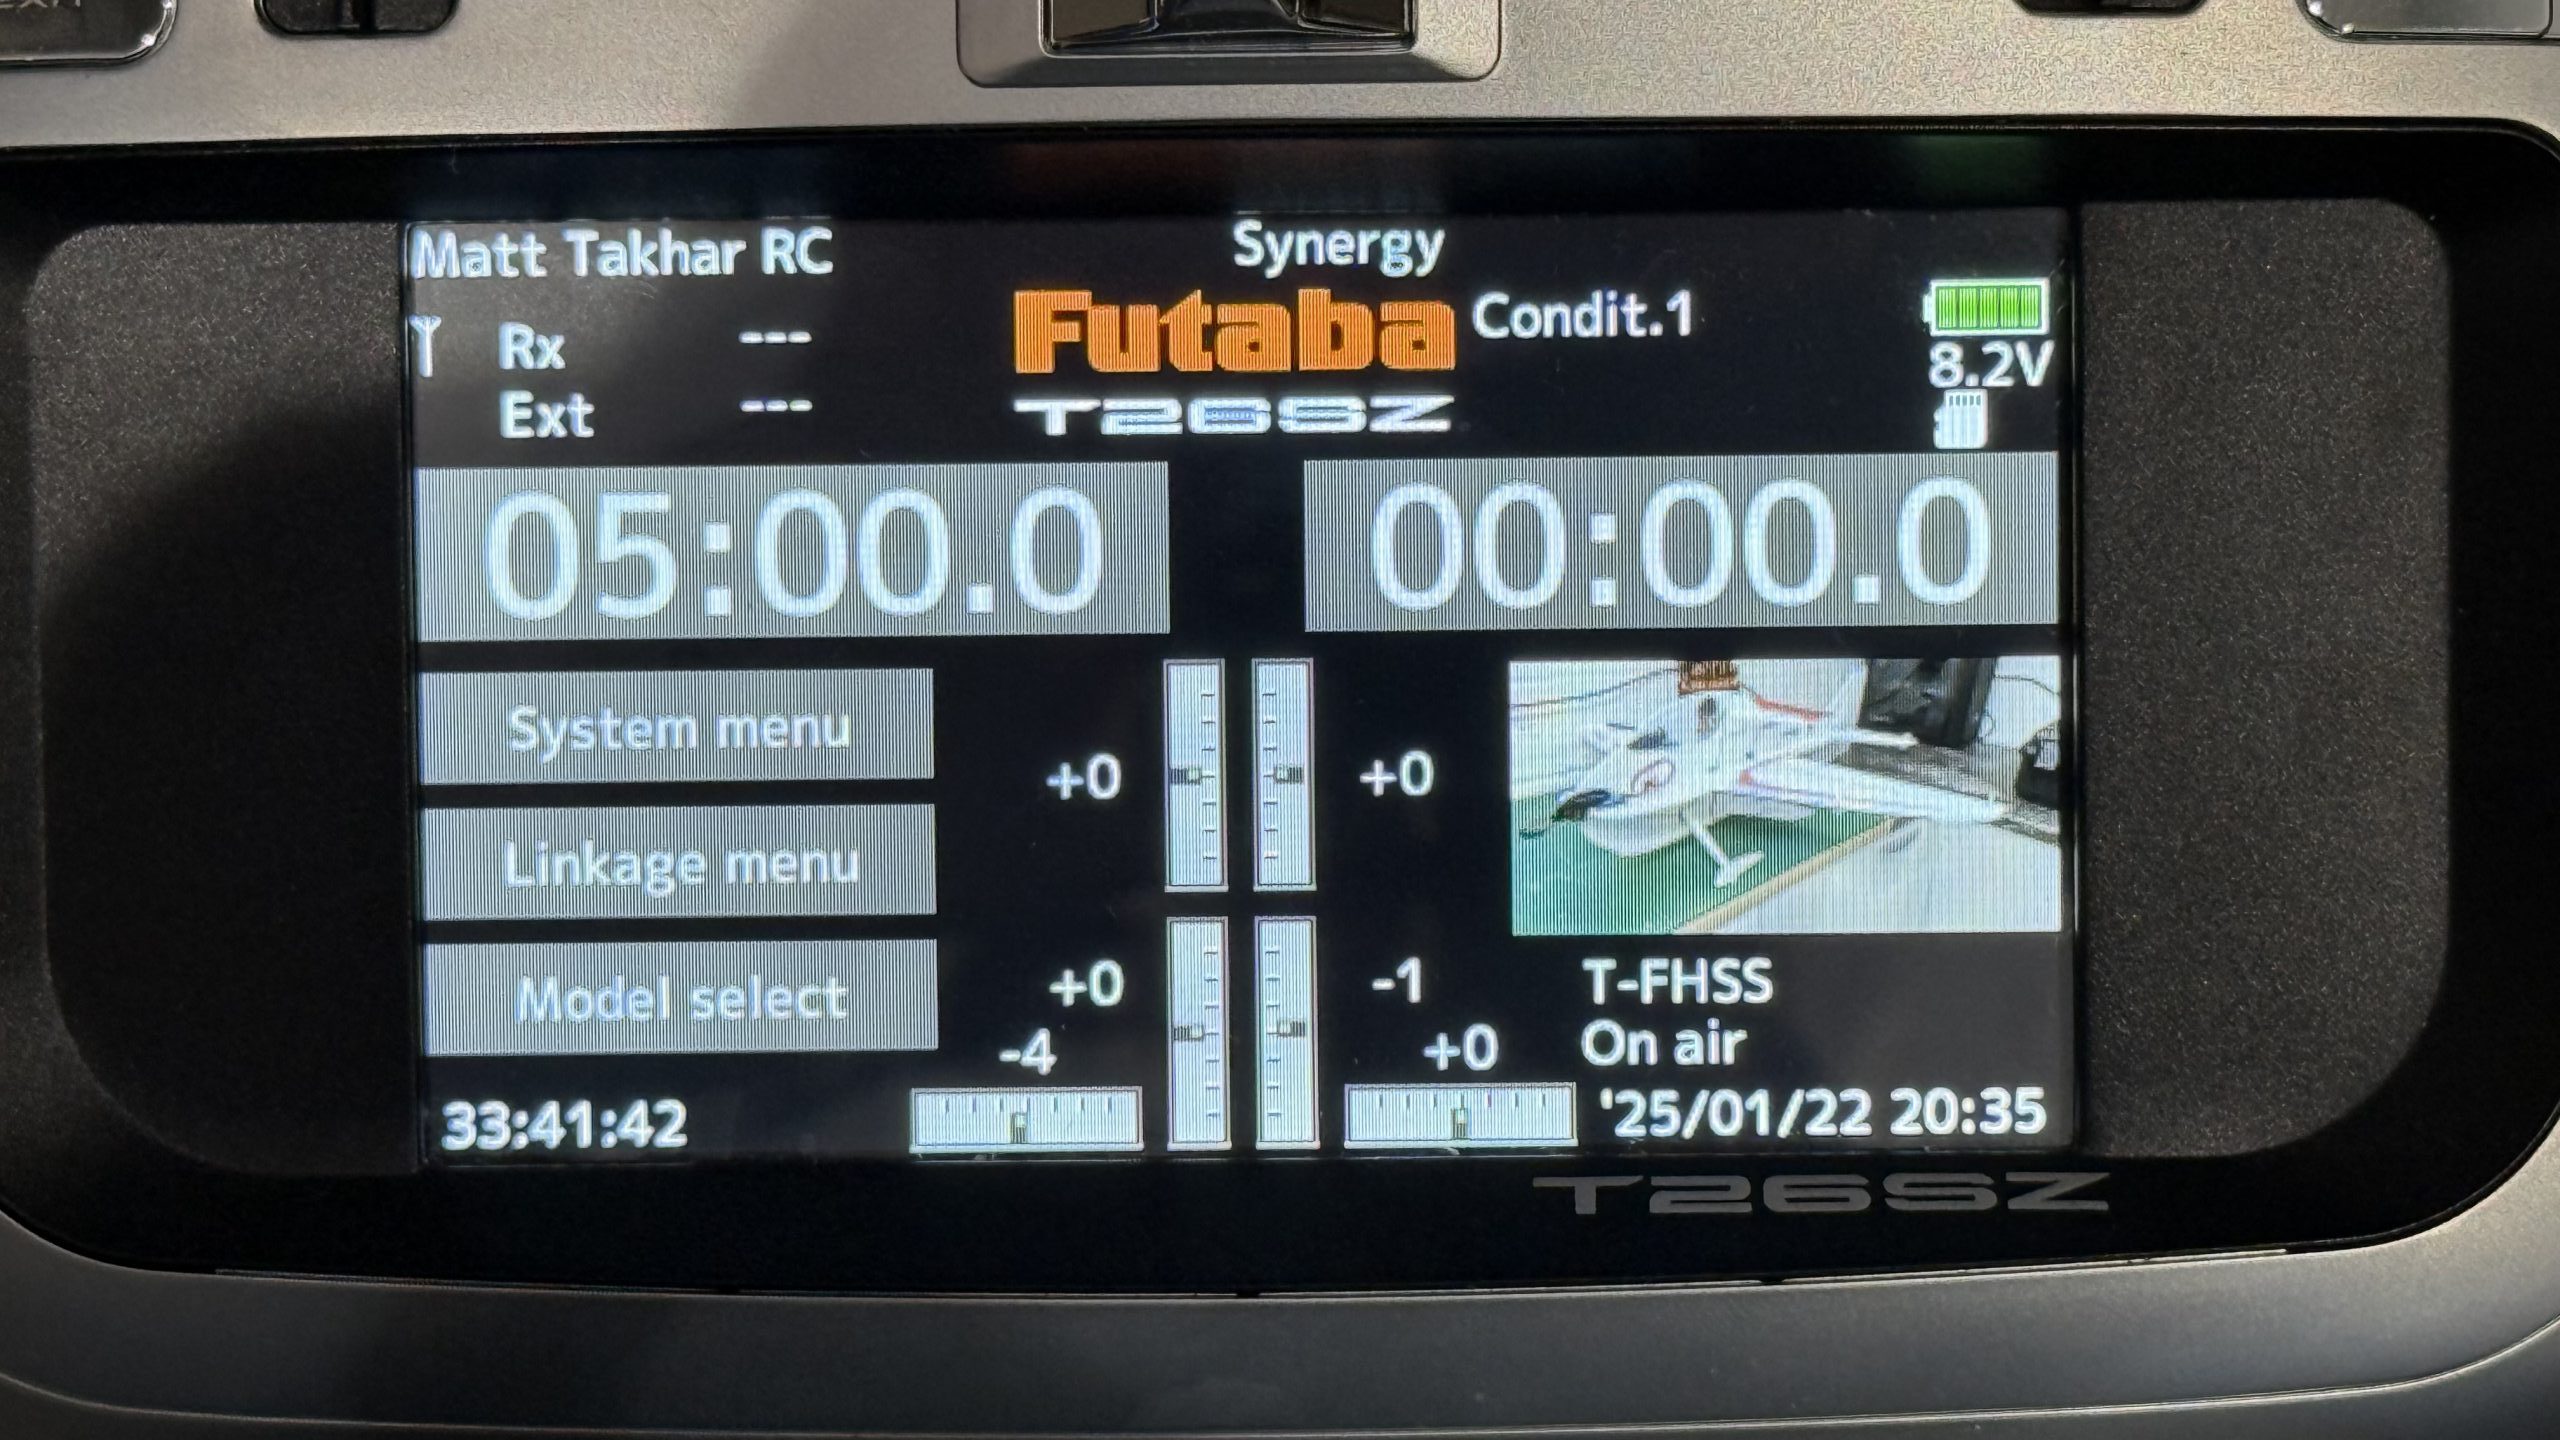 EXIT
Matt Takhar RC
Synergy
Futaba
Condit.1
Rx ---
8.2V
Ext ---
T26SZ
05:00.0
00:00.0
System menu
+0
+0
Linkage menu
Model select
+0
-1
T-FHSS
-4
+0
On air
33:41:42
'25/01/22 20:35
T26SZ